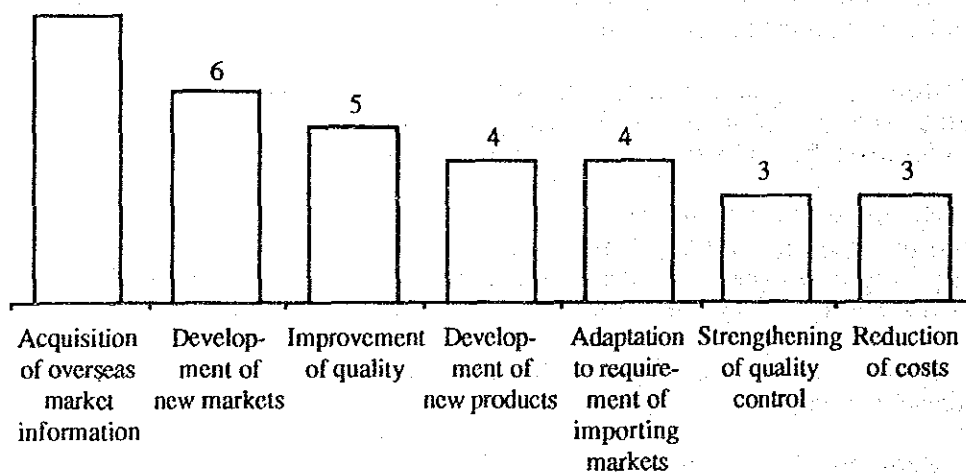 6
5
4
4
3
3
Acquisition
of overseas
market
information
Develop-
ment of
new markets
Improvement
of quality
Develop-
ment of
new products
Adaptation
to require-
ment of
importing
markets
Strengthening
of quality
control
Reduction
of costs